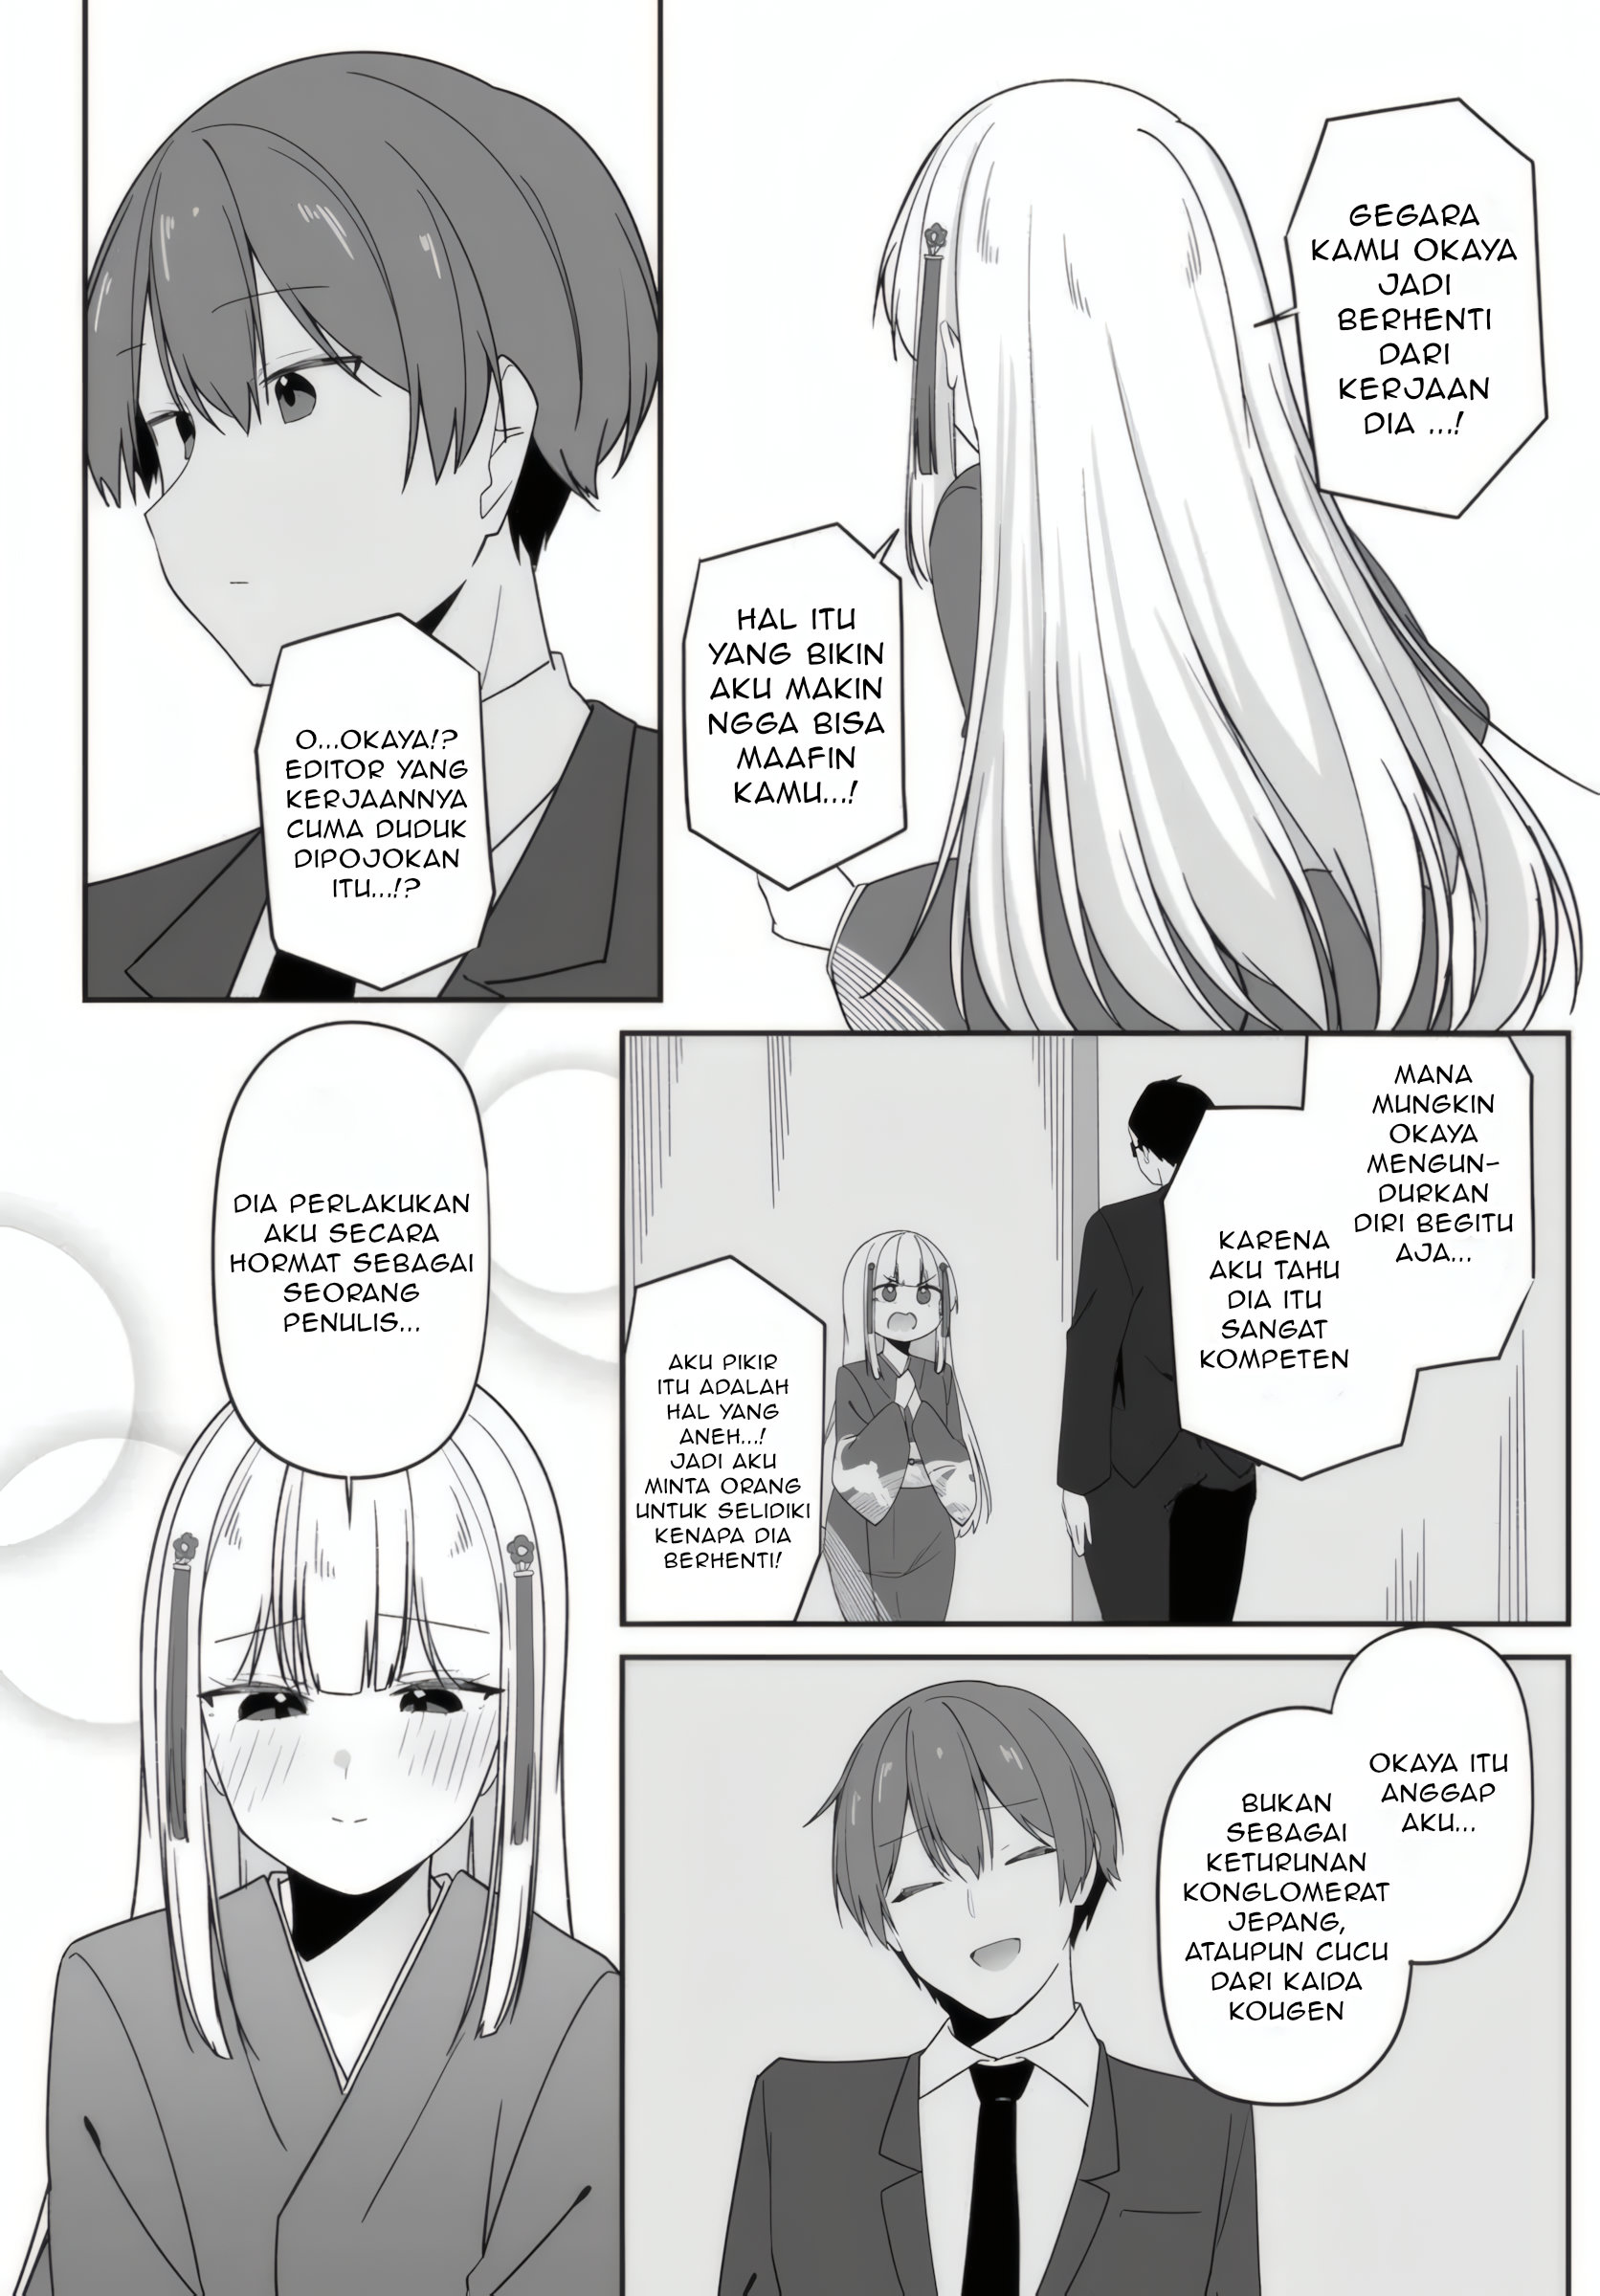 GEGARA
KAMU OKAYA
JADI
BERHENTI
DARI
KERJAAN
DIA ...!
HAL ITU
YANG BIKIN
AKU MAKIN
NGGA BISA
MAAFIN
KAMU...!
O...OKAYA!?
EDITOR YANG
KERJAANNYA
CUMA DUDUK
DIPOJOKAN
ITU...!?
MANA
MUNGKIN
OKAYA
MENGUN-
DURKAN
DIRI BEGITU
AJA...
KARENA
AKU TAHU
DIA ITU
SANGAT
KOMPETEN
AKU PIKIR
ITU ADALAH
HAL YANG
ANEH...!
JADI AKU
MINTA ORANG
UNTUK SELIDIKI
KENAPA DIA
BERHENTI!
OKAYA ITU
ANGGAP
AKU...
BUKAN
SEBAGAI
KETURUNAN
KONGLOMERAT
JEPANG,
ATAUPUN CUCU
DARI KAIDA
KOUGEN
DIA PERLAKUKAN
AKU SECARA
HORMAT SEBAGAI
SEORANG
PENULIS...